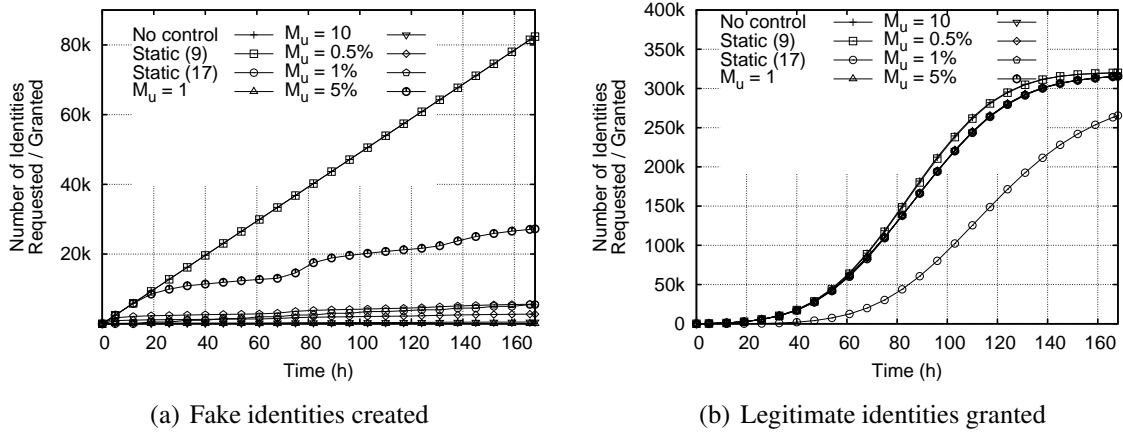 80k
60k
40k
20k
0 20 40 60 80 100 120 140 160
Number of Identities
Requested / Granted
Time (h)
No control
Static (9)
Static (17)
Mu = 1
Mu = 10
Mu = 0.5%
Mu = 1%
Mu = 5%
(a) Fake identities created
400k
350k
300k
250k
200k
150k
100k
50k
0
0 20 40 60 80 100 120 140 160
Number of Identities
Requested / Granted
Time (h)
No control
Static (9)
Static (17)
Mu = 1
Mu = 10
Mu = 0.5%
Mu = 1%
Mu = 5%
(b) Legitimate identities granted